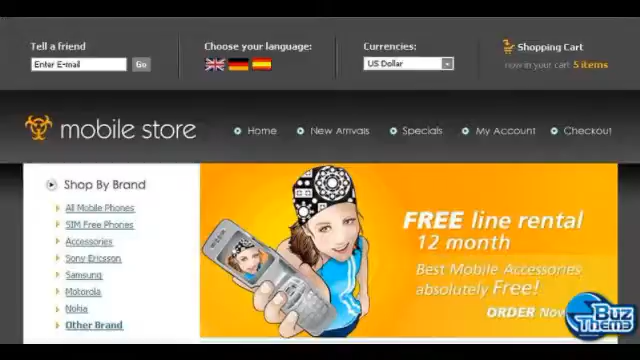 Tell a friend
Enter E-mail
Go
Choose your language:
Currencies:
US Dollar
Shopping Cart
now in your cart 5 items
mobile store
Home
New Arrivals
Specials
My Account
Checkout
Shop By Brand
All Mobile Phones
SIM Free Phones
Accessories
Sony Ericsson
Samsung
Motorola
Nokia
Other Brand
FREE line rental
12 month
Best Mobile Accessories
absolutely Free!
ORDER Now
Buz
Them3